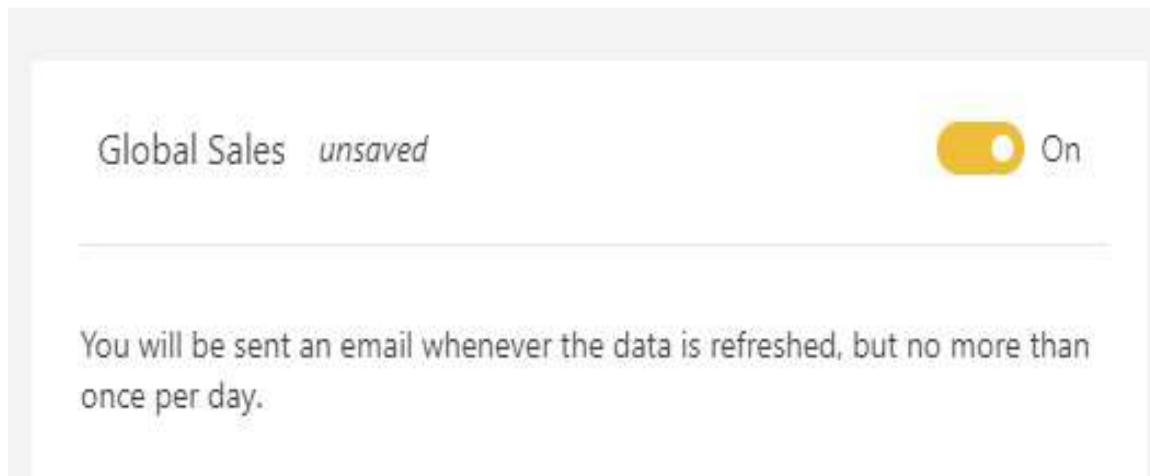 Global Sales unsaved On
You will be sent an email whenever the data is refreshed, but no more than
once per day.